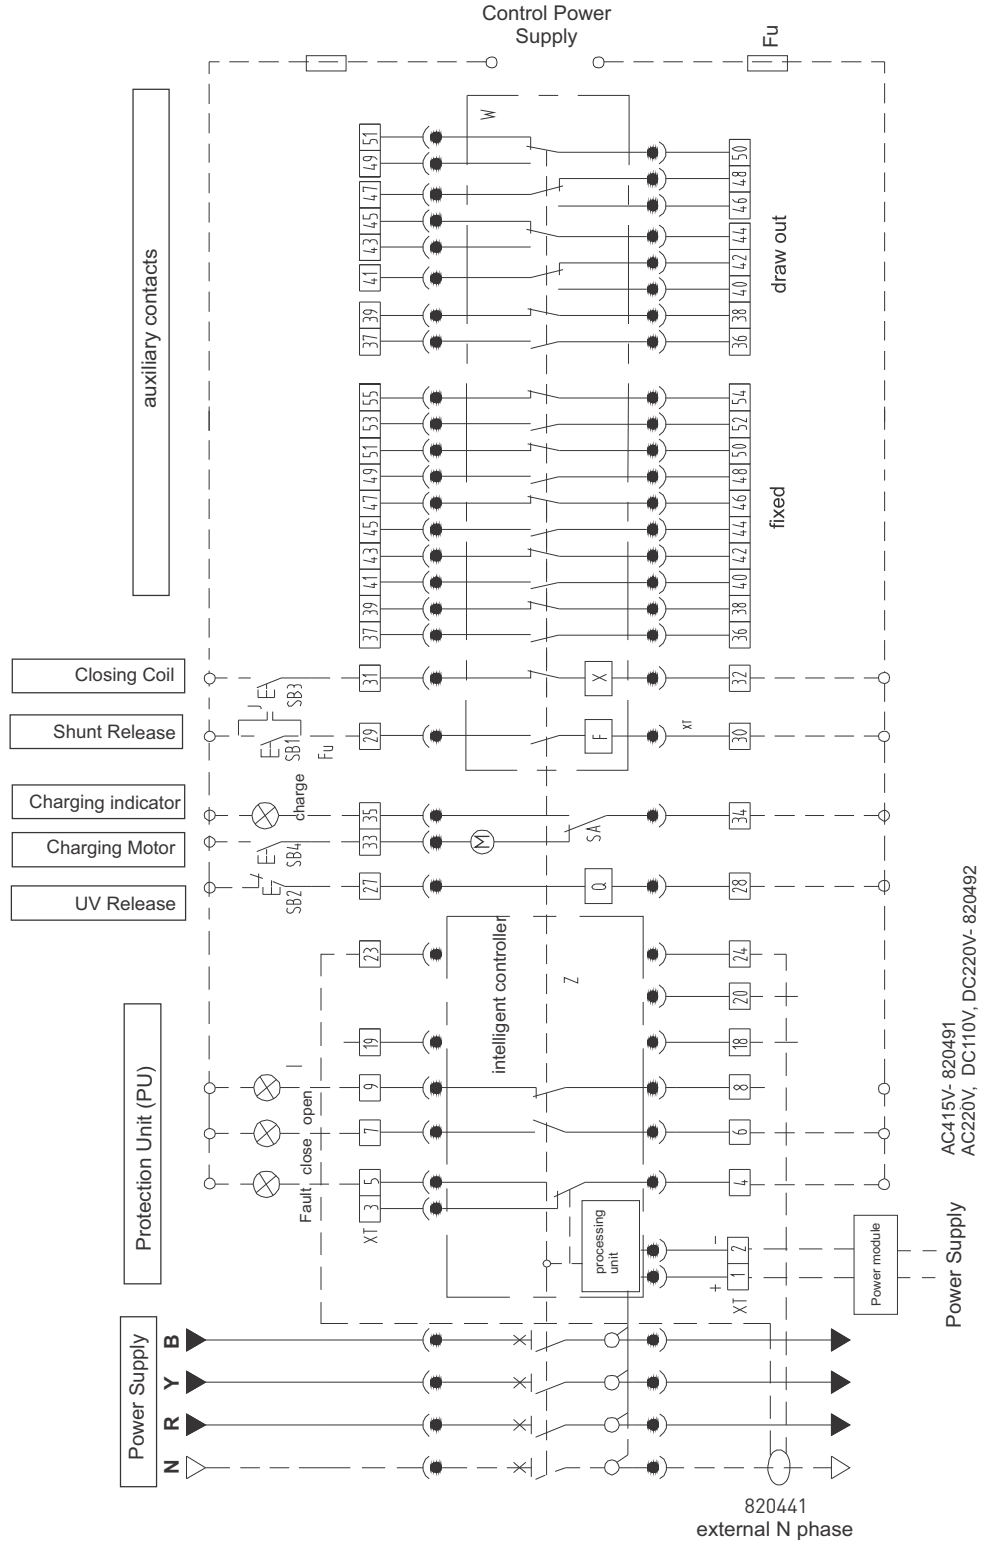 Control Power
Supply
Fu
W
auxiliary contacts
51
49
47
45
43
41
39
37
50
48
46
44
42
40
38
36
draw out
55
53
51
49
47
45
43
41
39
37
54
52
50
48
46
44
42
40
38
36
fixed
Closing Coil
SB3
31
X
32
Shunt Release
SB1
Fu
29
F
XT
30
Charging indicator
charge
35
34
Charging Motor
SB4
33
M
SA
UV Release
SB2
27
Q
28
Protection Unit (PU)
intelligent controller
Z
23
24
20
19
18
open
9
8
close
7
6
Fault
5
3
XT
4
processing
unit
-
2
1
+
XT
Power module
Power Supply
AC415V- 820491
AC220V, DC110V, DC220V- 820492
Power Supply
B
Y
R
N
820441
external N phase